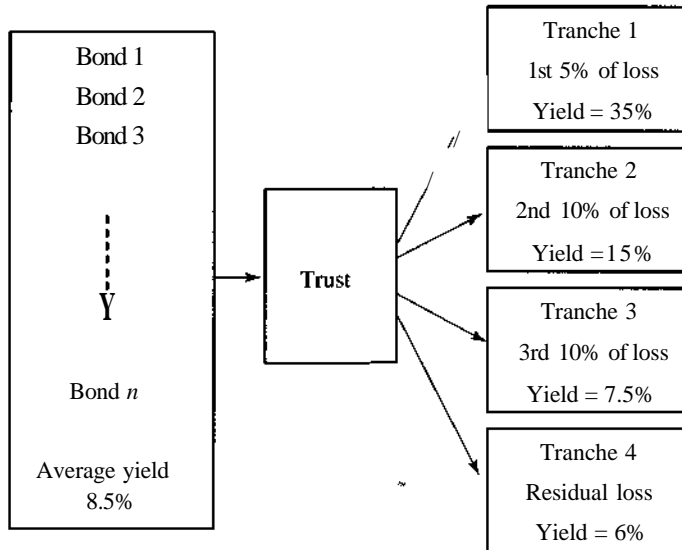 Bond 1
Bond 2
Bond 3
Y
Bond n
Average yield
8.5%
Trust
Tranche 1
1st 5% of loss
Yield = 35%
Tranche 2
2nd 10% of loss
Yield =15%
Tranche 3
3rd 10% of loss
Yield = 7.5%
Tranche 4
Residual loss
Yield = 6%